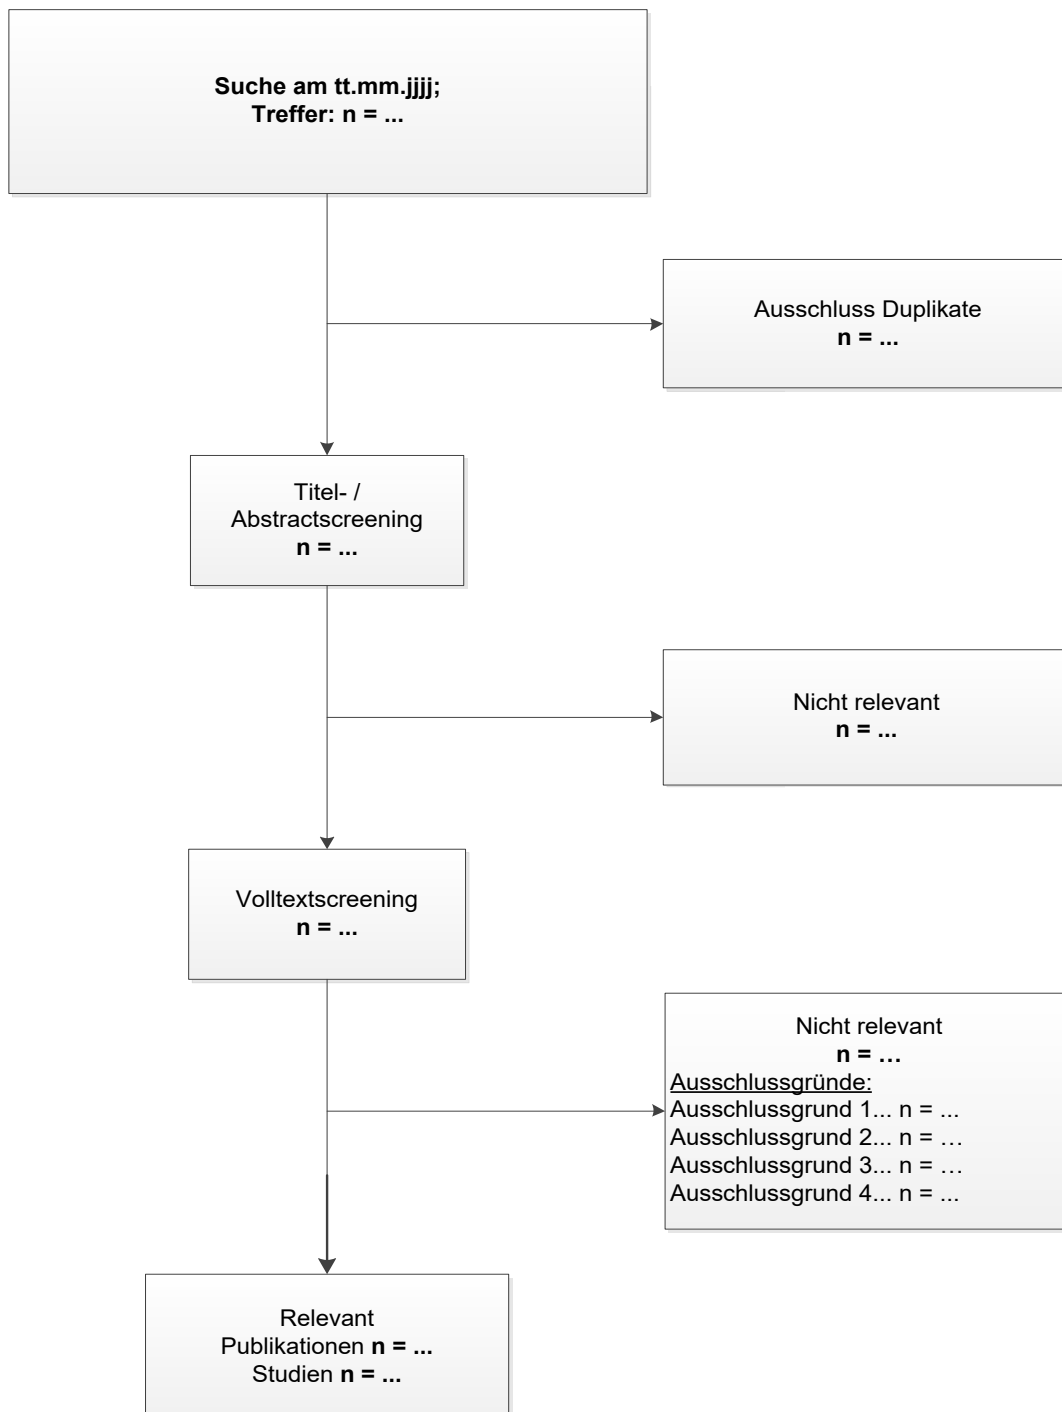 Suche am tt.mm.jjjj;
Treffer: n = ...
Ausschluss Duplikate
n = ...
Titel- /
Abstractscreening
n = ...
Nicht relevant
n = ...
Volltextscreening
n = ...
Nicht relevant
n = …
Ausschlussgründe:
Ausschlussgrund 1... n = ...
Ausschlussgrund 2... n = …
Ausschlussgrund 3... n = …
Ausschlussgrund 4... n = ...
Relevant
Publikationen n = ...
Studien n = ...